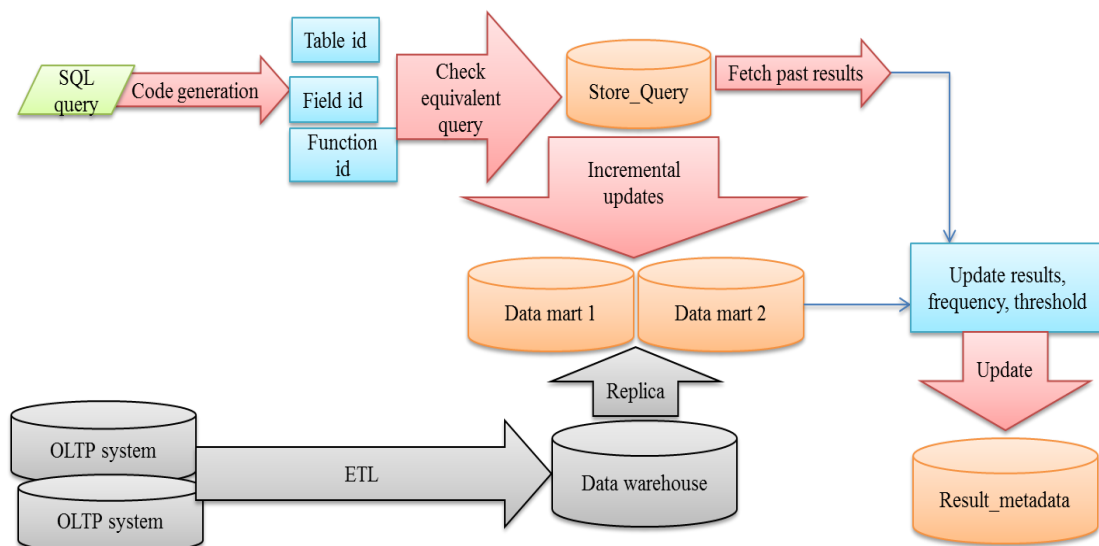 SQL
query
Code generation
Table id
Field id
Function
id
Check
equivalent
query
Store_Query
Fetch past results
Incremental
updates
Data mart 1
Data mart 2
Update results,
frequency, threshold
Replica
Update
OLTP system
OLTP system
ETL
Data warehouse
Result_metadata